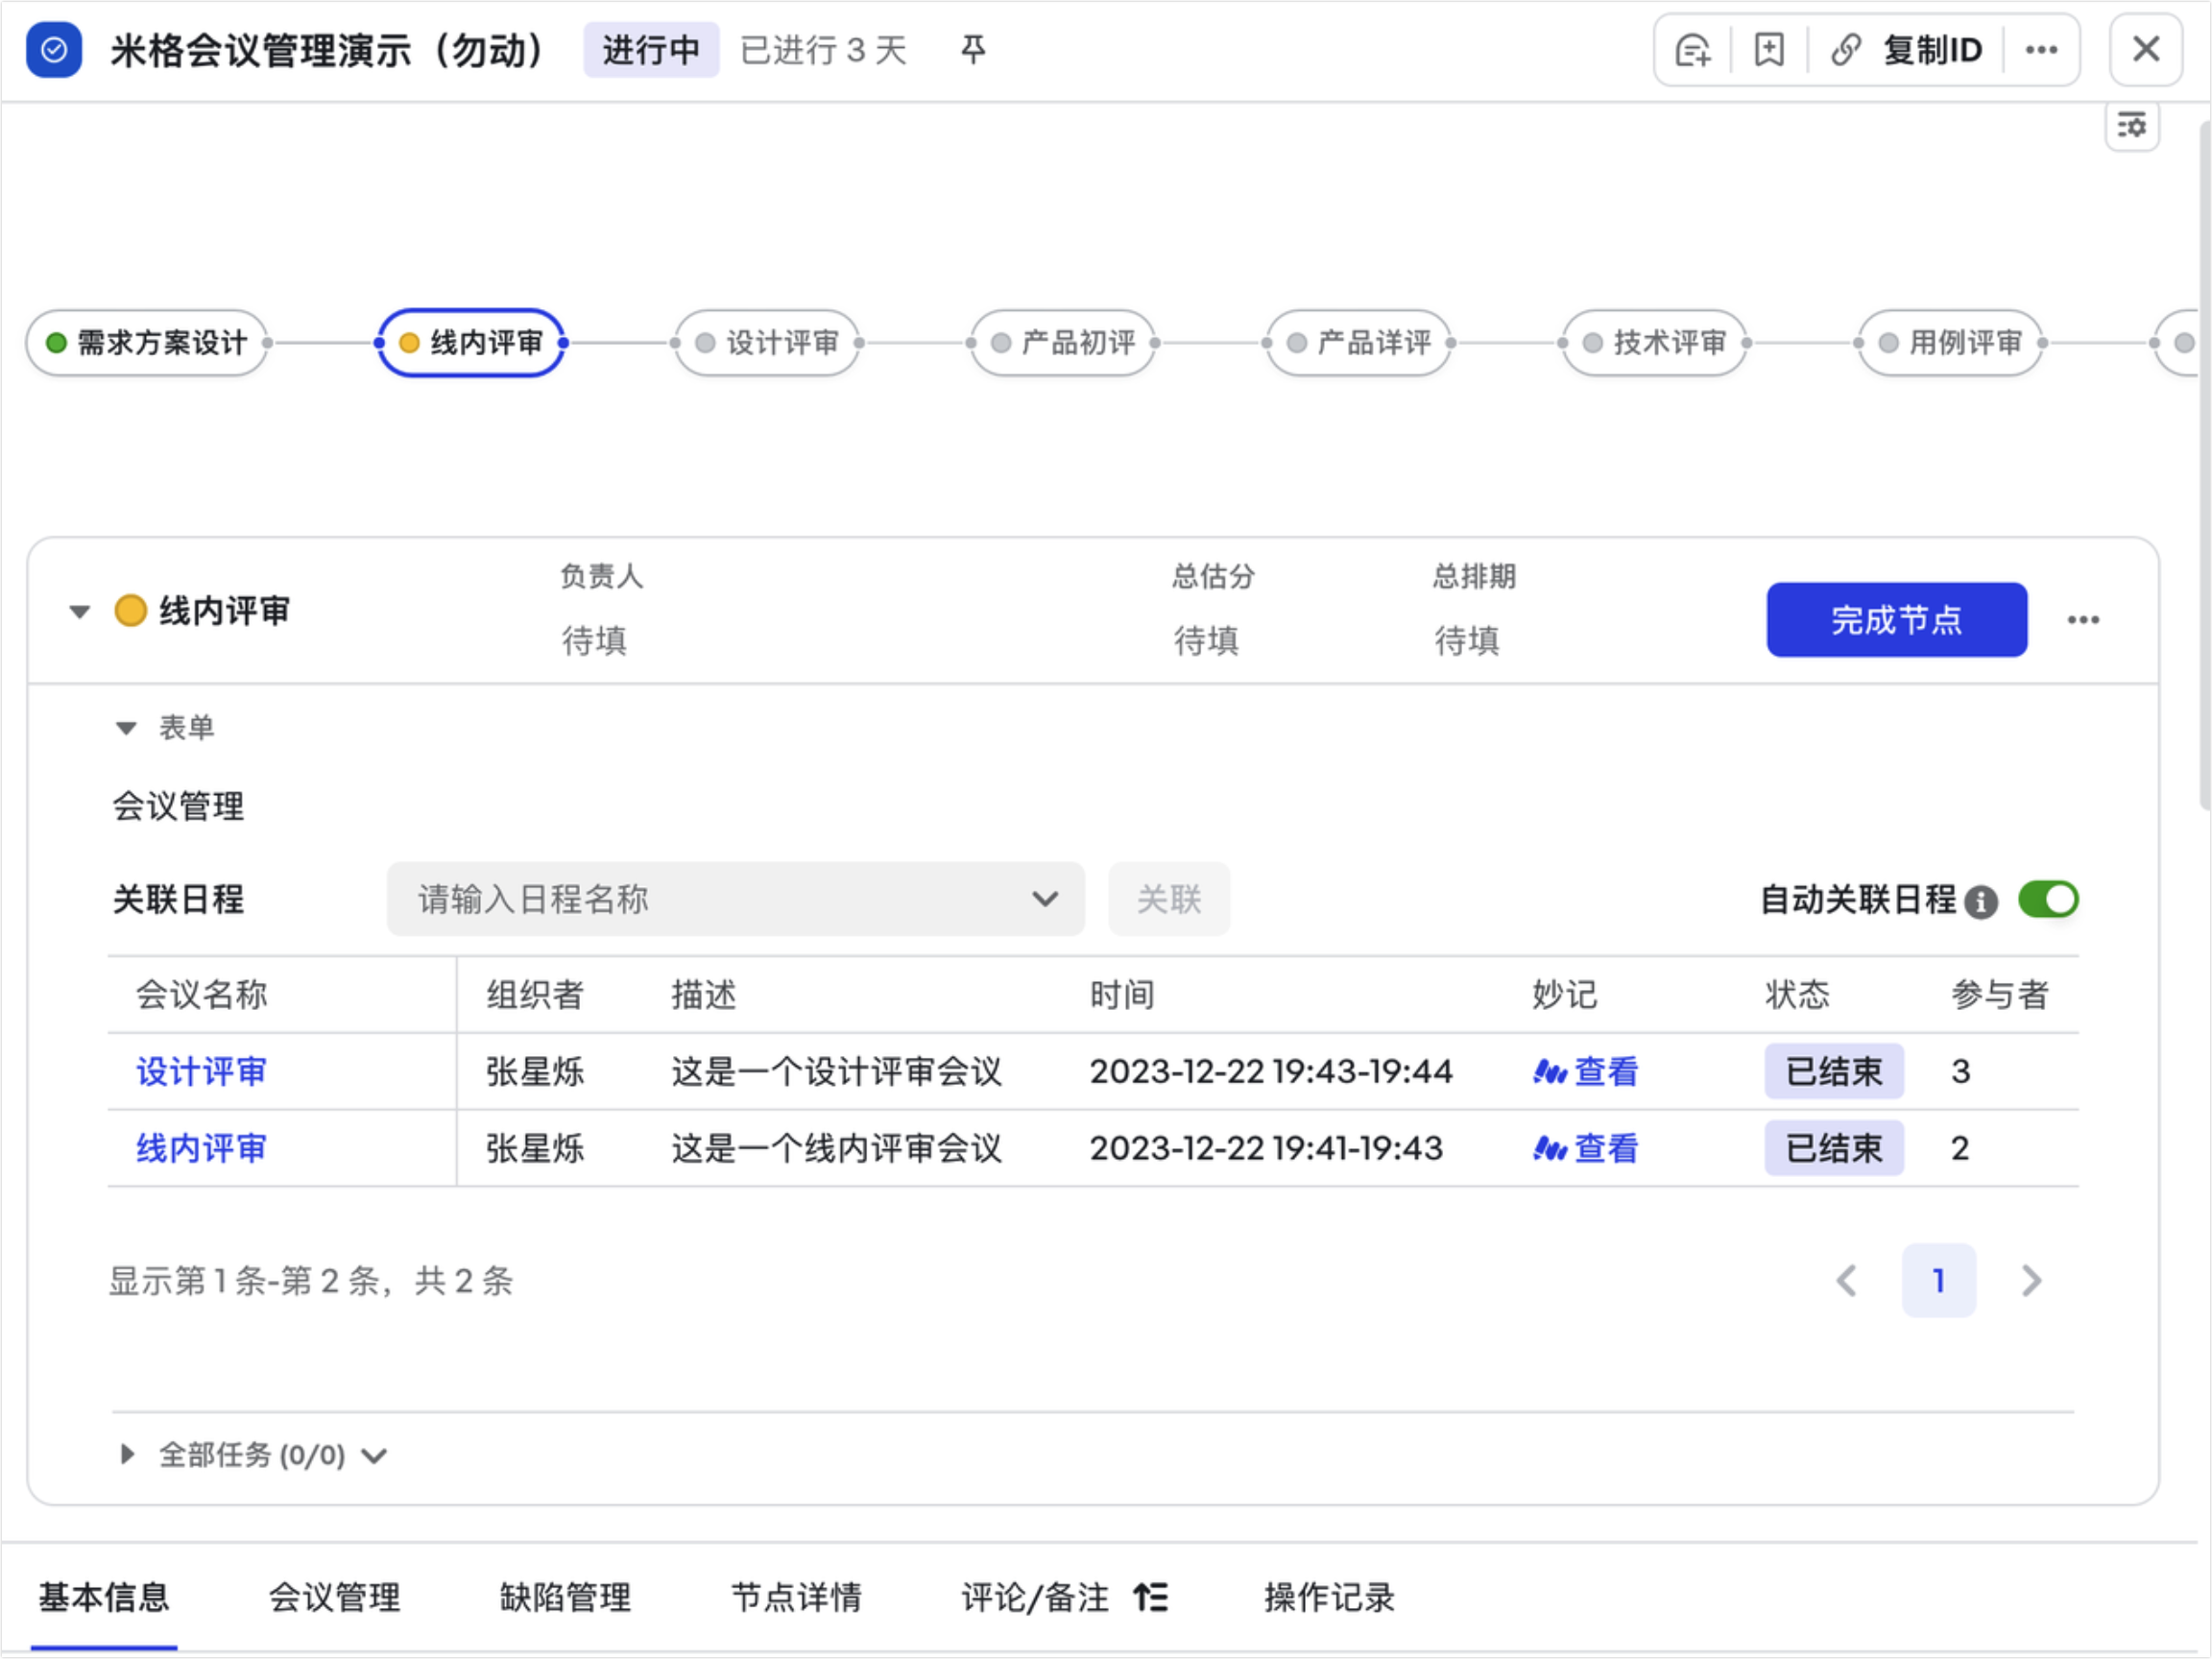 米格会议管理演示（勿动） 进行中 已进行 3 天 复制ID
需求方案设计 线内评审 设计评审 产品初评 产品详评 技术评审 用例评审
线内评审 负责人 总估分 总排期 完成节点
待填 待填 待填
表单
会议管理
关联日程 请输入日程名称 关联 自动关联日程
会议名称 组织者 描述 时间 妙记 状态 参与者
设计评审 张星烁 这是一个设计评审会议 2023-12-22 19:43-19:44 查看 已结束 3
线内评审 张星烁 这是一个线内评审会议 2023-12-22 19:41-19:43 查看 已结束 2
显示第 1 条-第 2 条，共 2 条 1
全部任务 (0/0)
基本信息 会议管理 缺陷管理 节点详情 评论/备注 操作记录